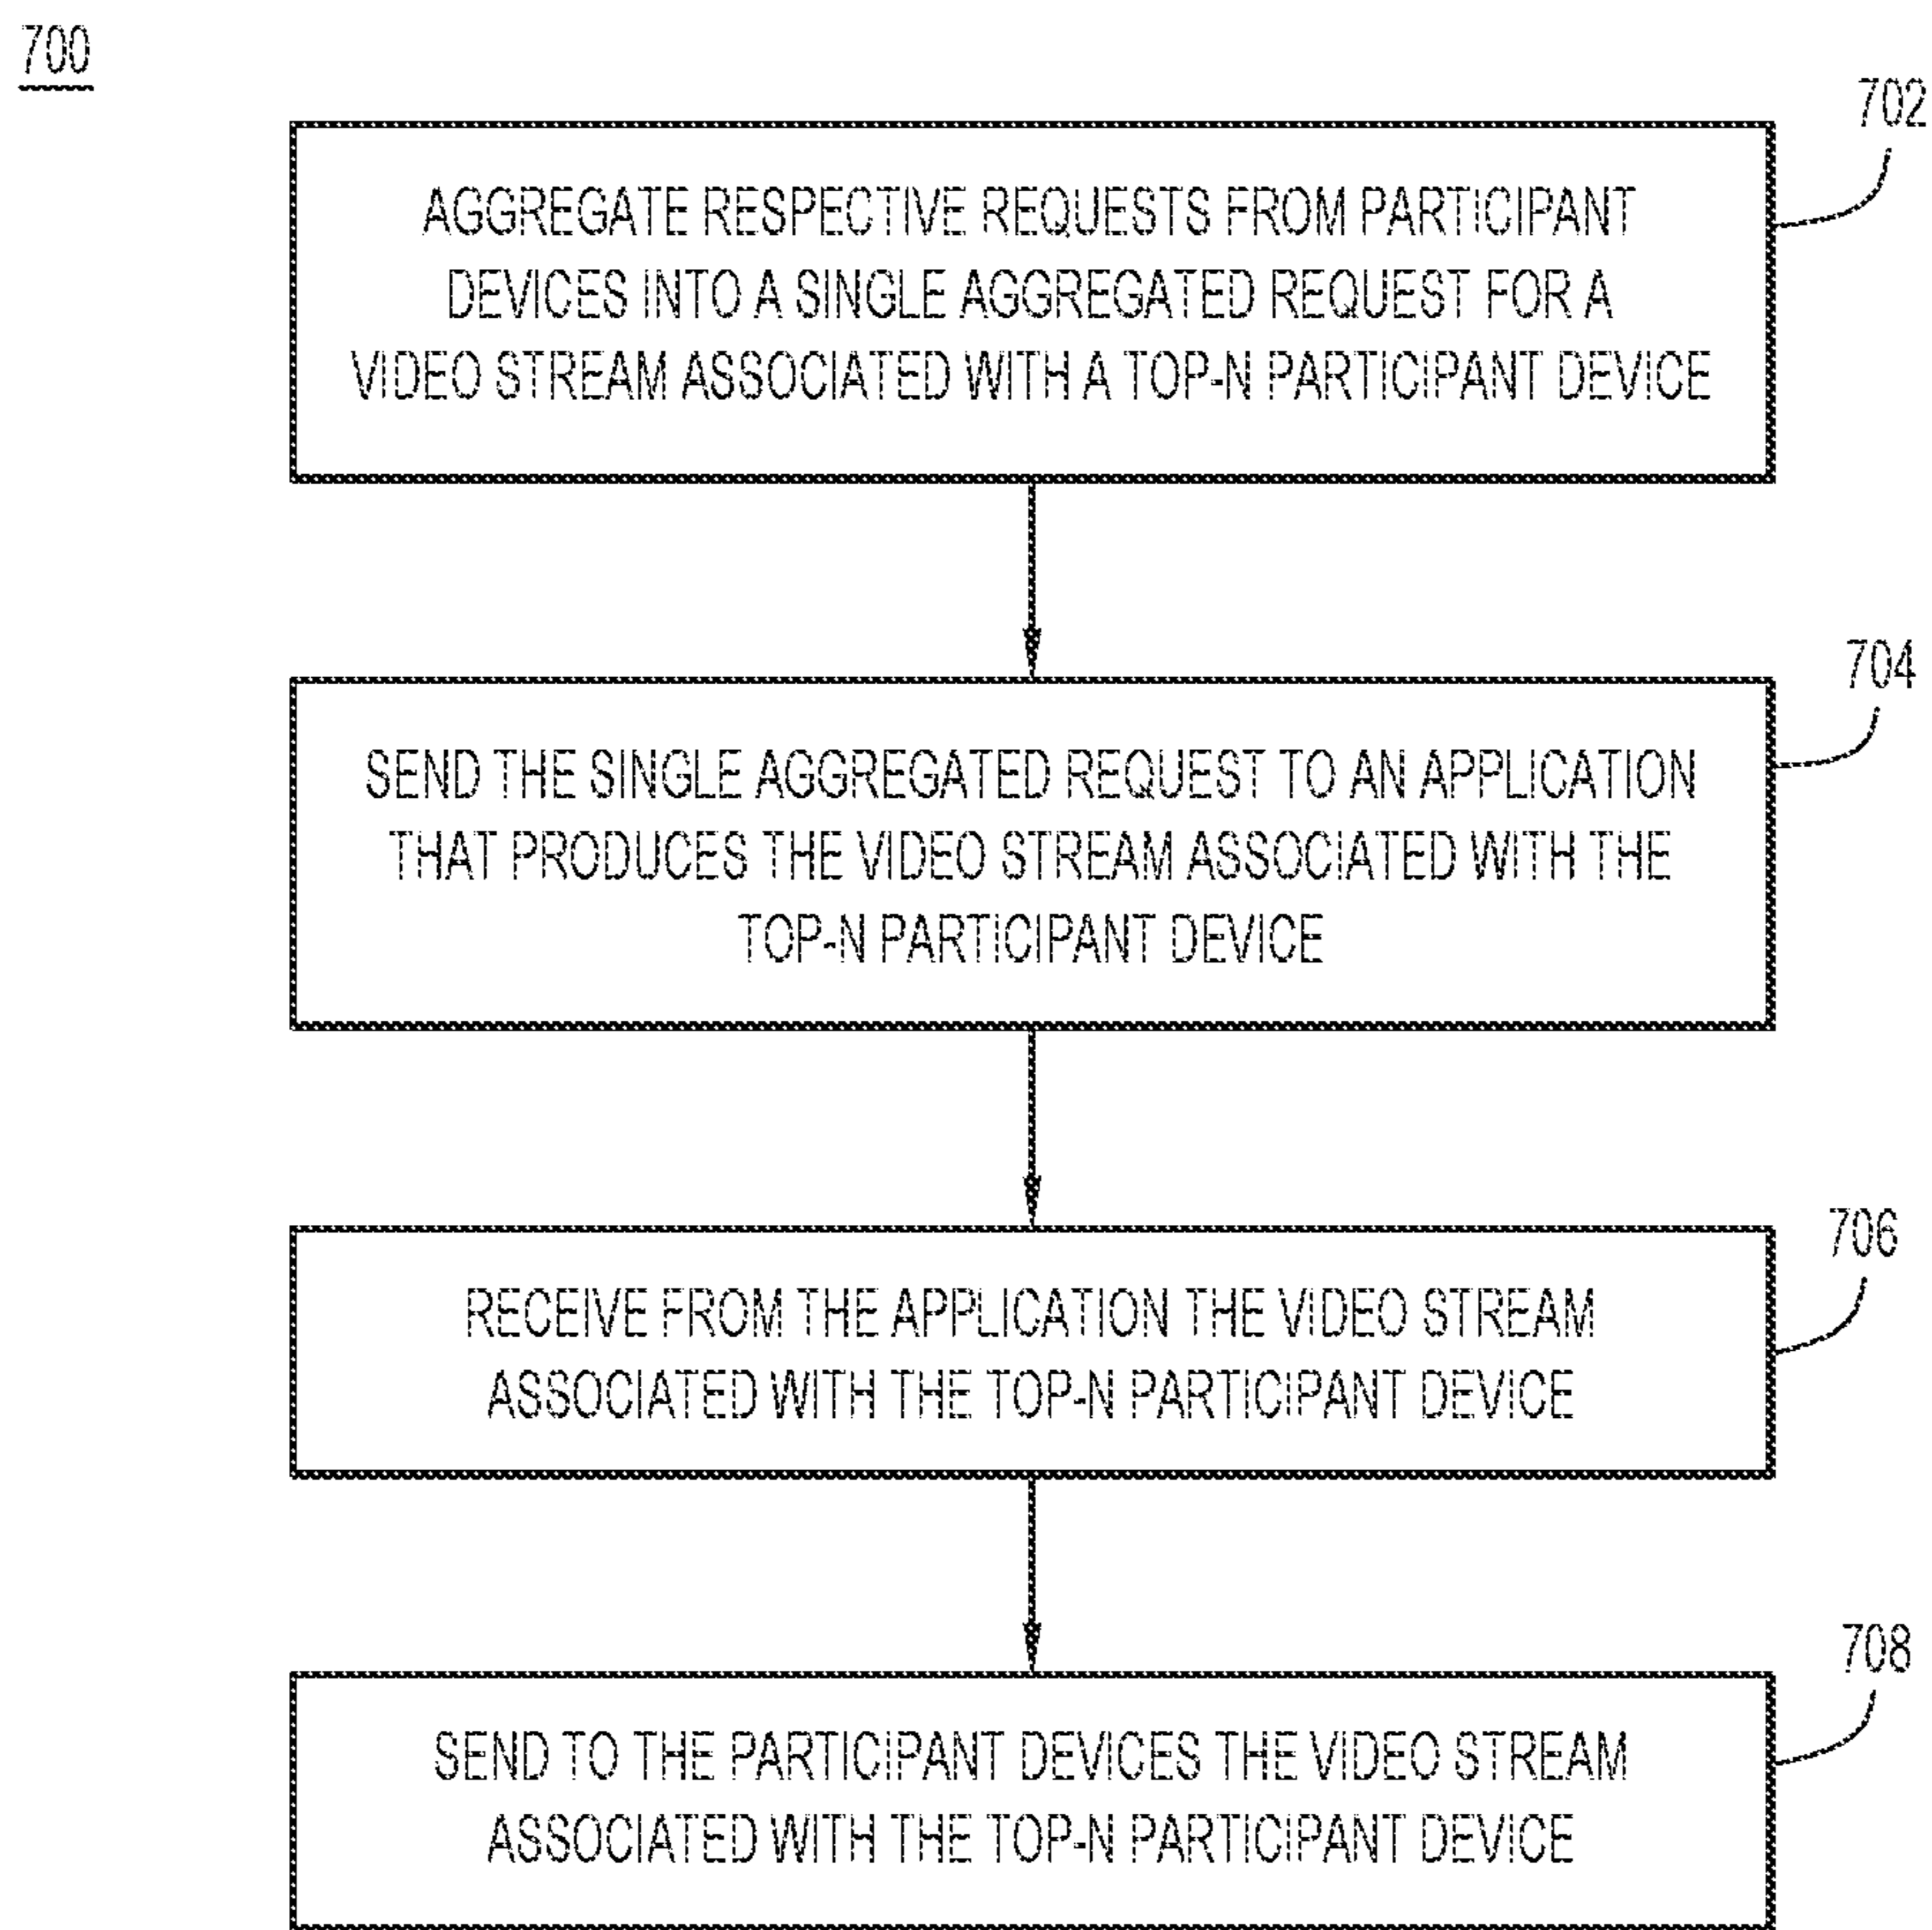 700
702
AGGREGATE RESPECTIVE REQUESTS FROM PARTICIPANT
DEVICES INTO A SINGLE AGGREGATED REQUEST FOR A
VIDEO STREAM ASSOCIATED WITH A TOP-N PARTICIPANT DEVICE
704
SEND THE SINGLE AGGREGATED REQUEST TO AN APPLICATION
THAT PRODUCES THE VIDEO STREAM ASSOCIATED WITH THE
TOP-N PARTICIPANT DEVICE
706
RECEIVE FROM THE APPLICATION THE VIDEO STREAM
ASSOCIATED WITH THE TOP-N PARTICIPANT DEVICE
708
SEND TO THE PARTICIPANT DEVICES THE VIDEO STREAM
ASSOCIATED WITH THE TOP-N PARTICIPANT DEVICE